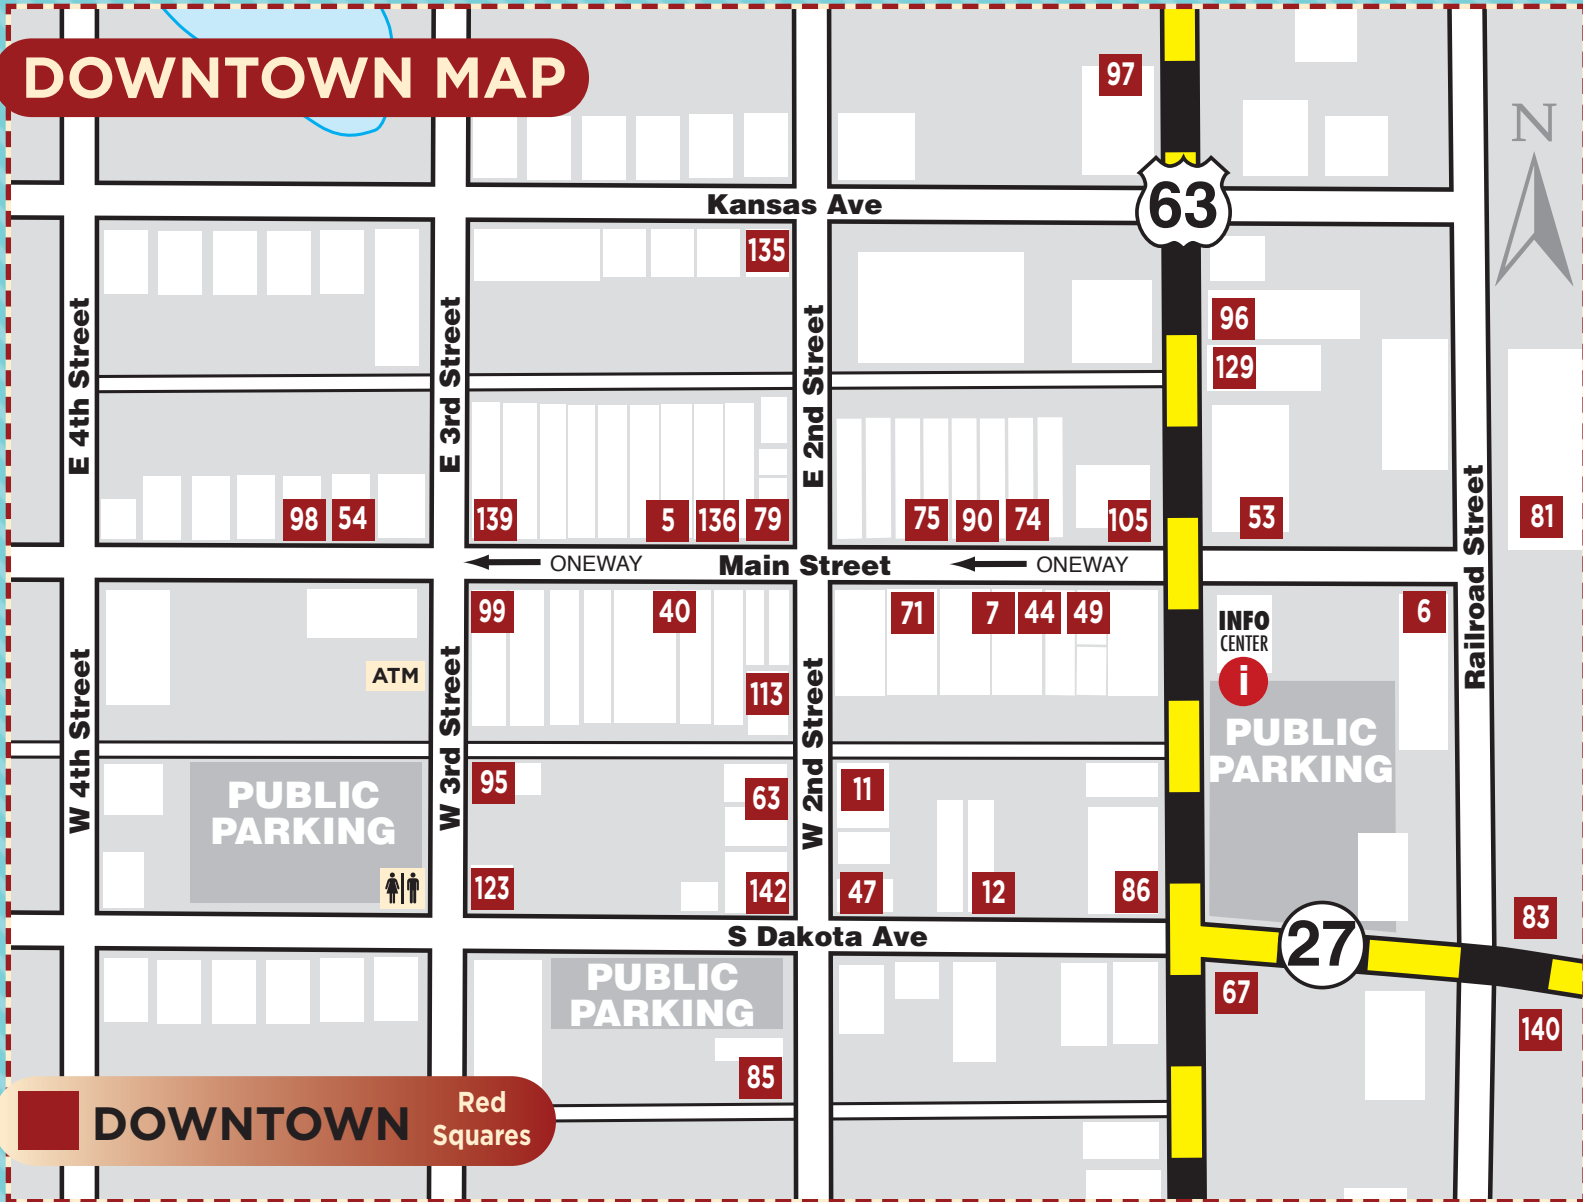 DOWNTOWN MAP
97
N
63
Kansas Ave
135
96
129
E 4th Street
E 3rd Street
E 2nd Street
98
54
139
5
136
79
75
90
74
105
53
81
ONEWAY
Main Street
ONEWAY
Railroad Street
99
40
71
7
44
49
INFO
CENTER
i
6
ATM
113
W 4th Street
W 3rd Street
W 2nd Street
PUBLIC
PARKING
PUBLIC
PARKING
95
63
11
123
142
47
12
86
83
S Dakota Ave
27
PUBLIC
PARKING
67
140
85
DOWNTOWN
Red
Squares